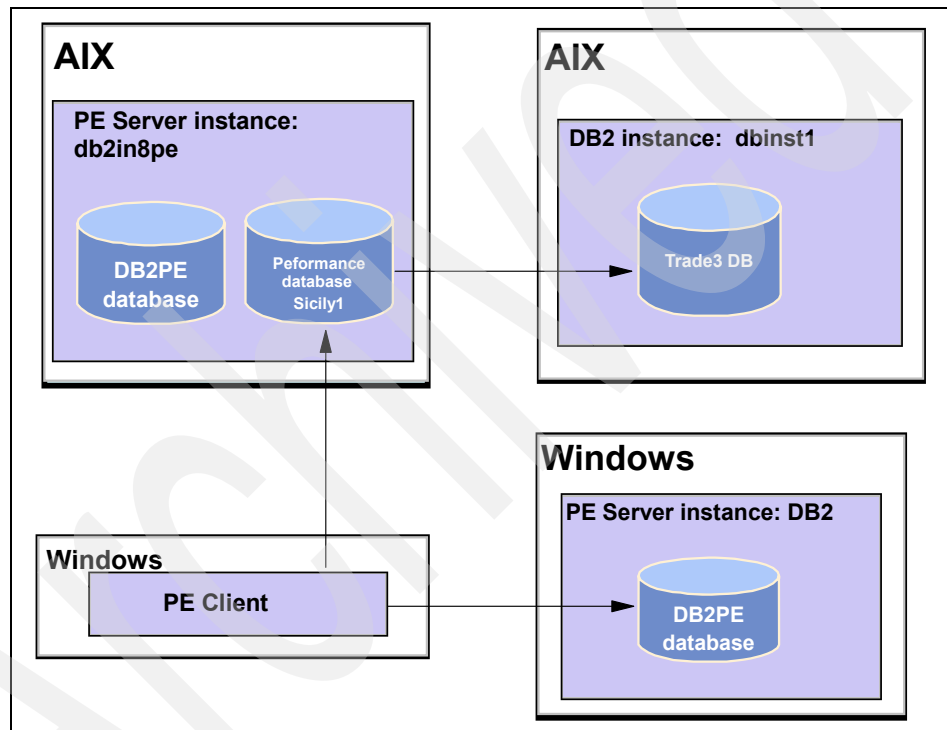 AIX
PE Server instance:
db2in8pe
DB2PE
database
Peformance
database
Sicily1
AIX
DB2 instance: dbinst1
Trade3 DB
Windows
PE Client
Windows
PE Server instance: DB2
DB2PE
database
Archived